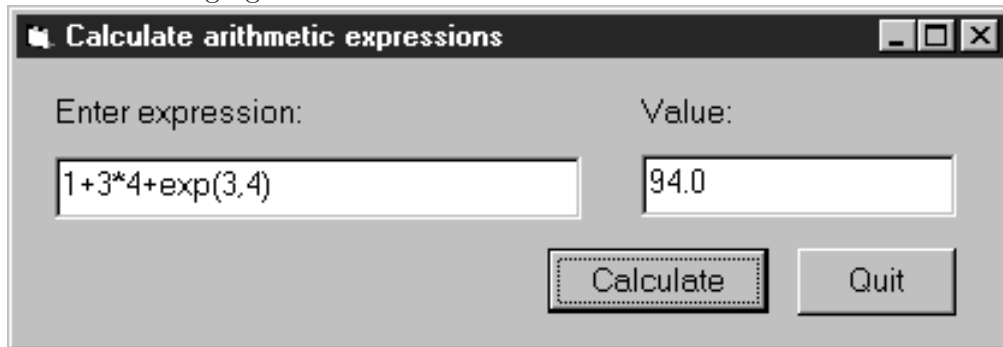 Calculate arithmetic expressions
Enter expression: Value:
1+3*4+exp(3,4) 94.0
Calculate Quit